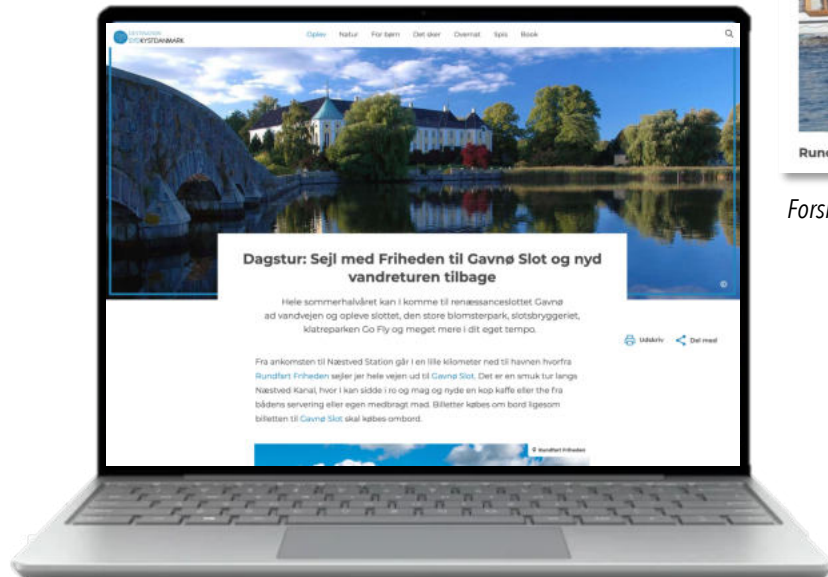 DESTINATION
SYDKYSTDANMARK
Oplev Natur For børn Det sker Overnat Spis Book
Dagstur: Sejl med Friheden til Gavnø Slot og nyd
vandreturen tilbage
Hele sommerhalvåret kan I komme til renæssanceslottet Gavnø
ad vandvejen og opleve slottet, den store blomsterpark, slotsbryggeriet,
klatreparken Go Fly og meget mere i dit eget tempo.
Udskriv Del med
Fra ankomsten til Næstved Station går I en lille kilometer ned til havnen hvorfra
Rundfart Friheden sejler jer hele vejen ud til Gavnø Slot. Det er en smuk tur langs
Næstved Kanal, hvor I kan sidde i ro og mag og nyde en kop kaffe eller the fra
bådens servering eller egen medbragt mad. Billetter købes om bord ligesom
billetten til Gavnø Slot skal købes ombord.
Rundfart Friheden